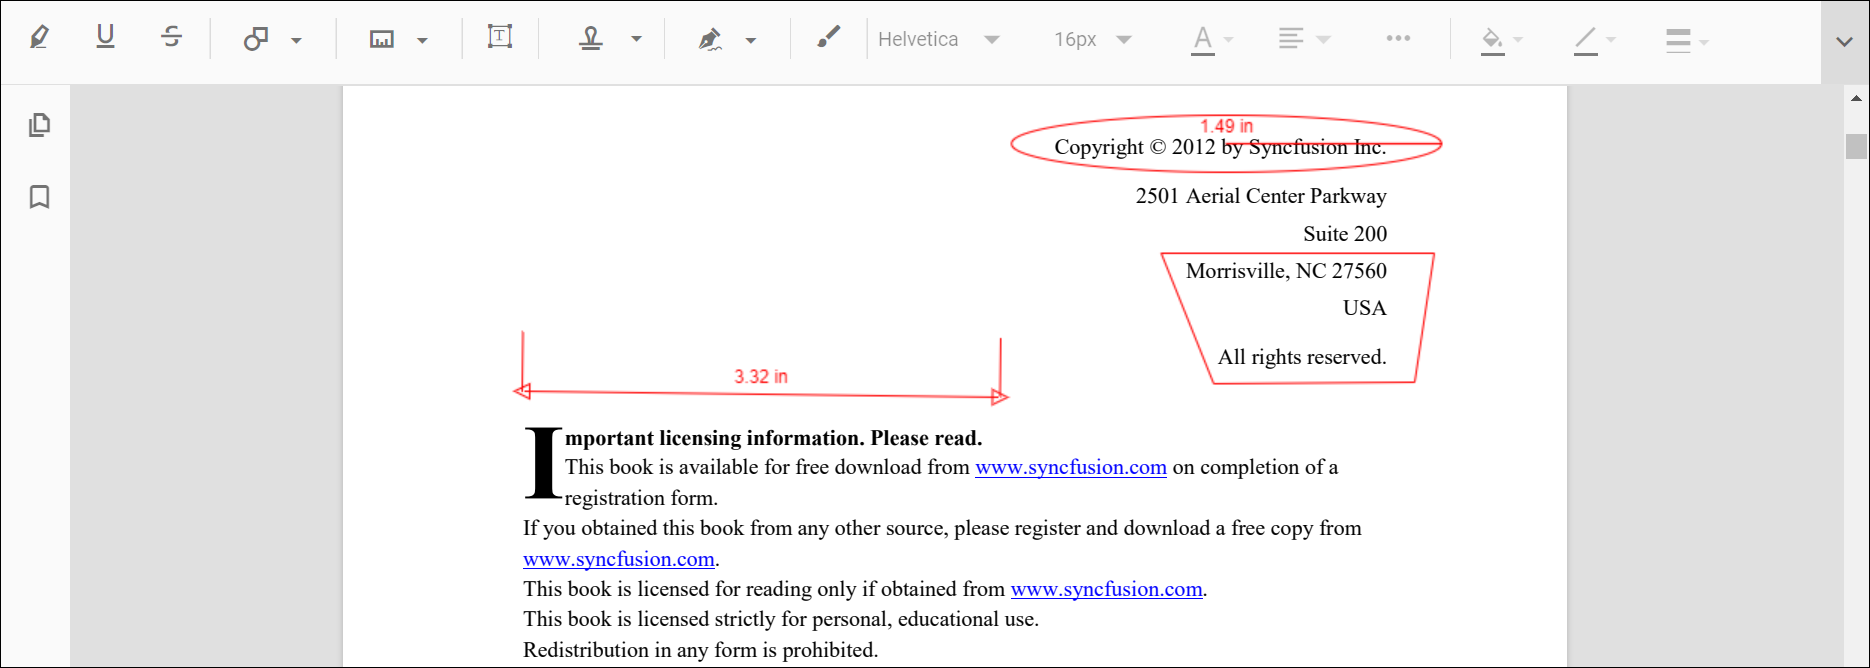 Helvetica 16px A
1.49 in
Copyright © 2012 by Syncfusion Inc.
2501 Aerial Center Parkway
Suite 200
Morrisville, NC 27560
USA
All rights reserved.
3.32 in
Important licensing information. Please read.
This book is available for free download from www.syncfusion.com on completion of a
registration form.
If you obtained this book from any other source, please register and download a free copy from
www.syncfusion.com.
This book is licensed for reading only if obtained from www.syncfusion.com.
This book is licensed strictly for personal, educational use.
Redistribution in any form is prohibited.